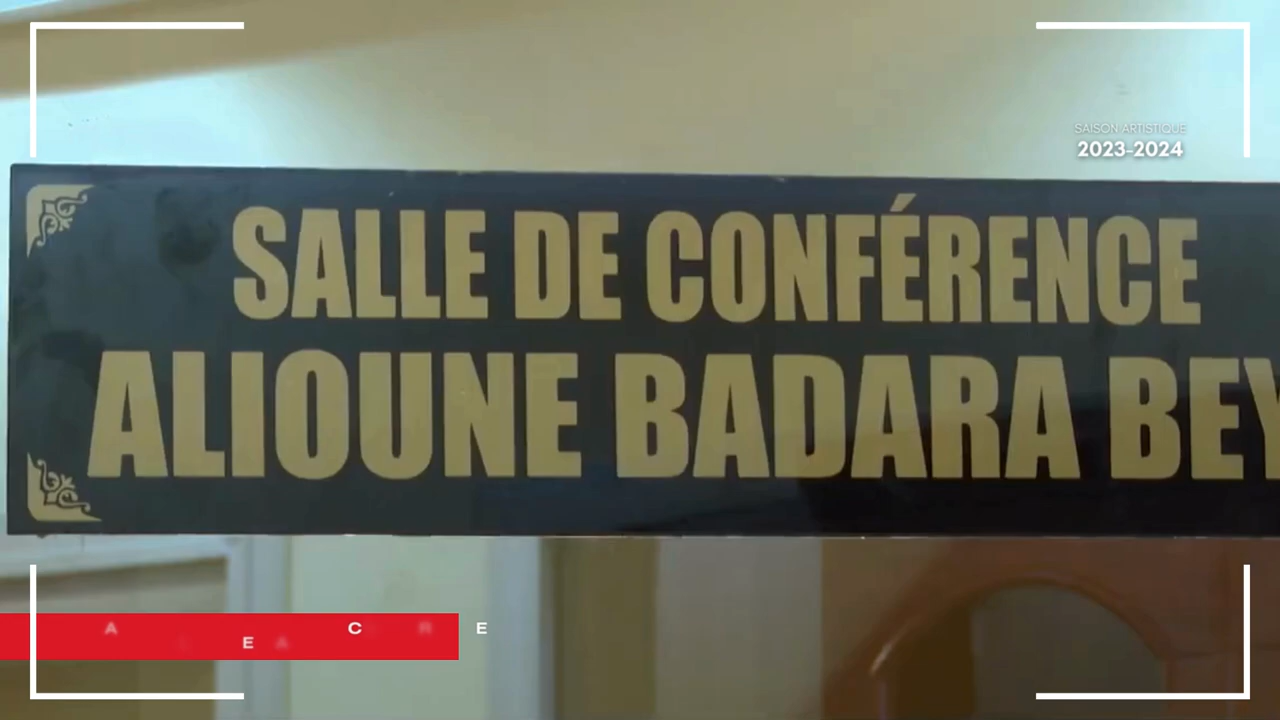 SAISON ARTISTIQUE
2023-2024
SALLE DE CONFÉRENCE
ALIOUNE BADARA BEY